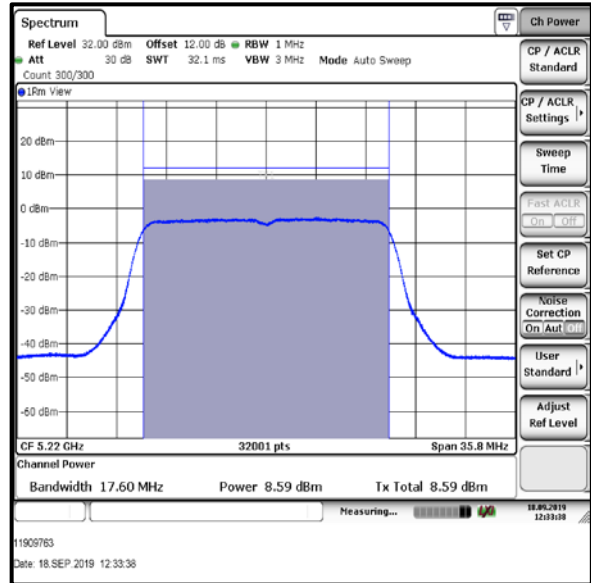 Spectrum
Ref Level 32.00 dBm Offset 12.00 dB RBW 1 MHz
Att 30 dB SWT 32.1 ms VBW 3 MHz Mode Auto Sweep
Count 300/300
1Rm View
20 dBm
10 dBm
0 dBm
-10 dBm
-20 dBm
-30 dBm
-40 dBm
-50 dBm
-60 dBm
CF 5.22 GHz 32001 pts Span 35.8 MHz
Channel Power
Bandwidth 17.60 MHz Power 8.59 dBm Tx Total 8.59 dBm
Measuring... 18.09.2019
12:33:38
Ch Power
CP / ACLR
Standard
CP / ACLR
Settings
Sweep
Time
Fast ACLR
On Off
Set CP
Reference
Noise
Correction
On Aut Off
User
Standard
Adjust
Ref Level
11909763
Date: 18.SEP.2019 12:33:38